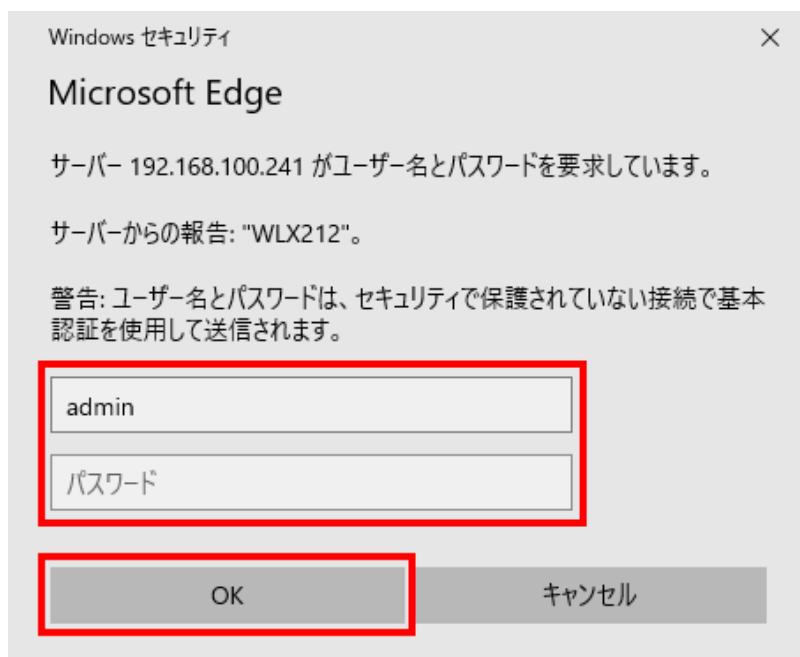 Windows セキュリティ
Microsoft Edge
サーバー 192.168.100.241 がユーザー名とパスワードを要求しています。
サーバーからの報告: "WLX212"。
警告: ユーザー名とパスワードは、セキュリティで保護されていない接続で基本
認証を使用して送信されます。
admin
パスワード
OK キャンセル